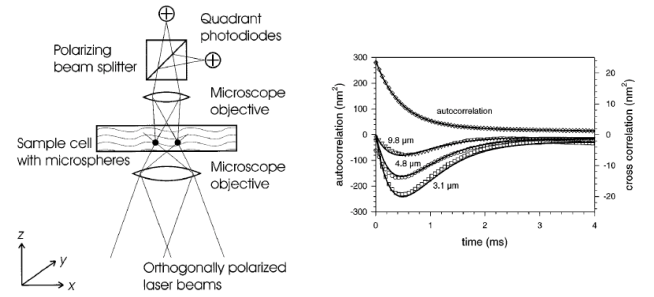 Quadrant
photodiodes
Polarizing
beam splitter
Microscope
objective
Sample cell
with microspheres
Microscope
objective
Orthogonally polarized
laser beams
z
y
x
autocorrelation (nm²)
300
200
100
0
-100
-200
-300
autocorrelation
9.8 μm
4.8 μm
3.1 μm
20
10
0
-10
-20
cross correlation (nm²)
0 1 2 3 4
time (ms)